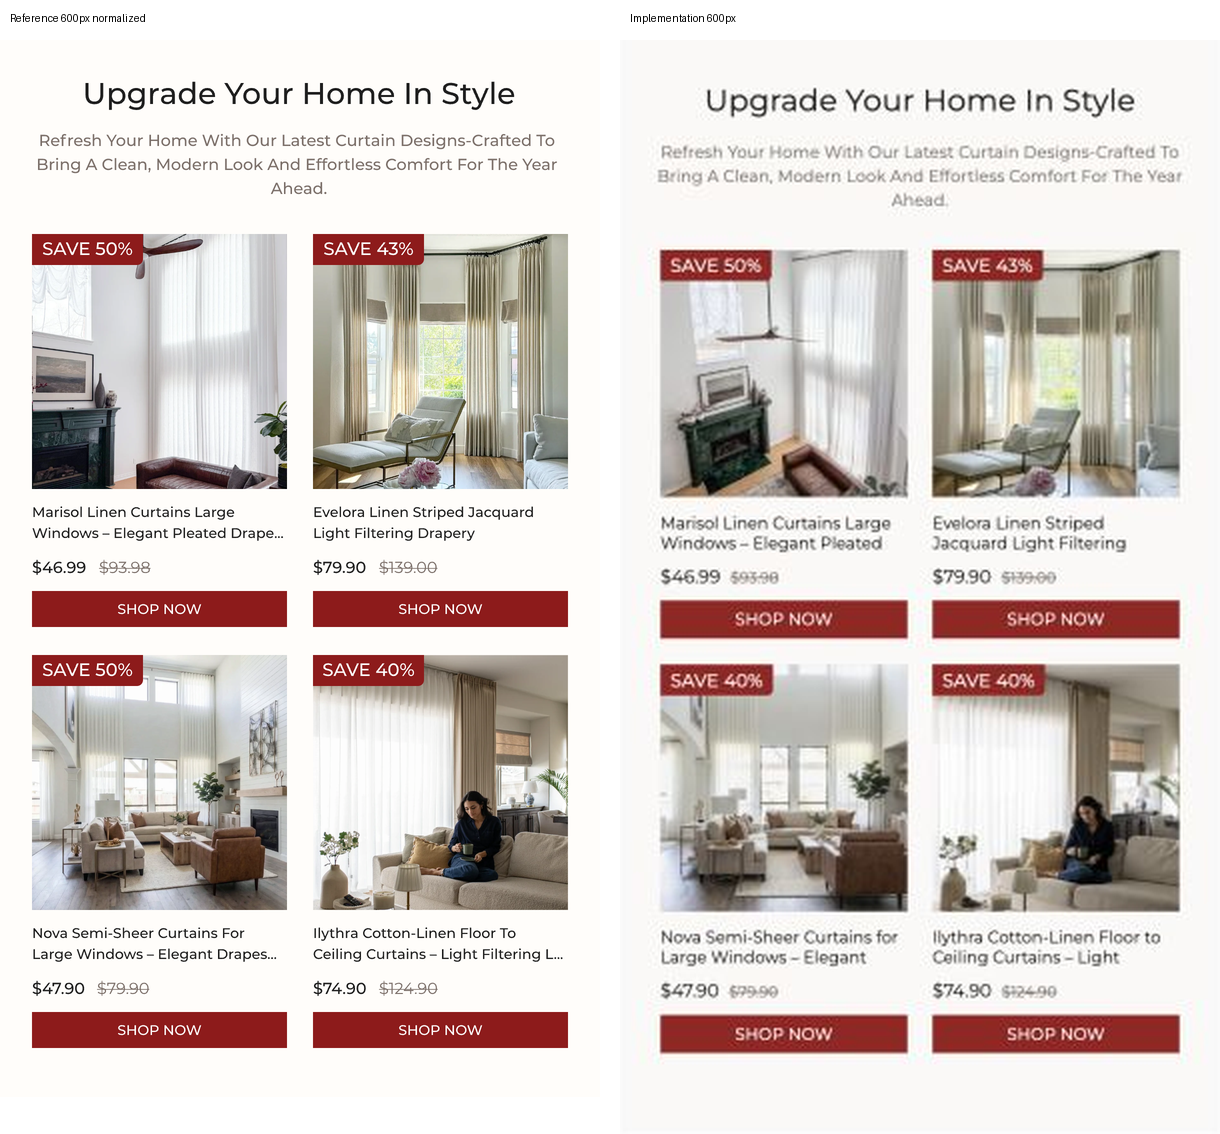 Reference 600px normalized
Upgrade Your Home In Style
Refresh Your Home With Our Latest Curtain Designs-Crafted To
Bring A Clean, Modern Look And Effortless Comfort For The Year
Ahead.
SAVE 50%
SAVE 43%
Marisol Linen Curtains Large
Windows – Elegant Pleated Drape...
Evelora Linen Striped Jacquard
Light Filtering Drapery
$46.99 $93.98
$79.90 $139.00
SHOP NOW
SHOP NOW
SAVE 50%
SAVE 40%
Nova Semi-Sheer Curtains For
Large Windows – Elegant Drapes...
Ilythra Cotton-Linen Floor To
Ceiling Curtains – Light Filtering L...
$47.90 $79.90
$74.90 $124.90
SHOP NOW
SHOP NOW
Implementation 600px
Upgrade Your Home In Style
Refresh Your Home With Our Latest Curtain Designs-Crafted To
Bring A Clean, Modern Look And Effortless Comfort For The Year
Ahead.
SAVE 50%
SAVE 43%
Marisol Linen Curtains Large
Windows – Elegant Pleated
Evelora Linen Striped
Jacquard Light Filtering
$46.99 $93.98
$79.90 $139.00
SHOP NOW
SHOP NOW
SAVE 40%
SAVE 40%
Nova Semi-Sheer Curtains for
Large Windows – Elegant
Ilythra Cotton-Linen Floor to
Ceiling Curtains – Light
$47.90 $79.90
$74.90 $124.90
SHOP NOW
SHOP NOW